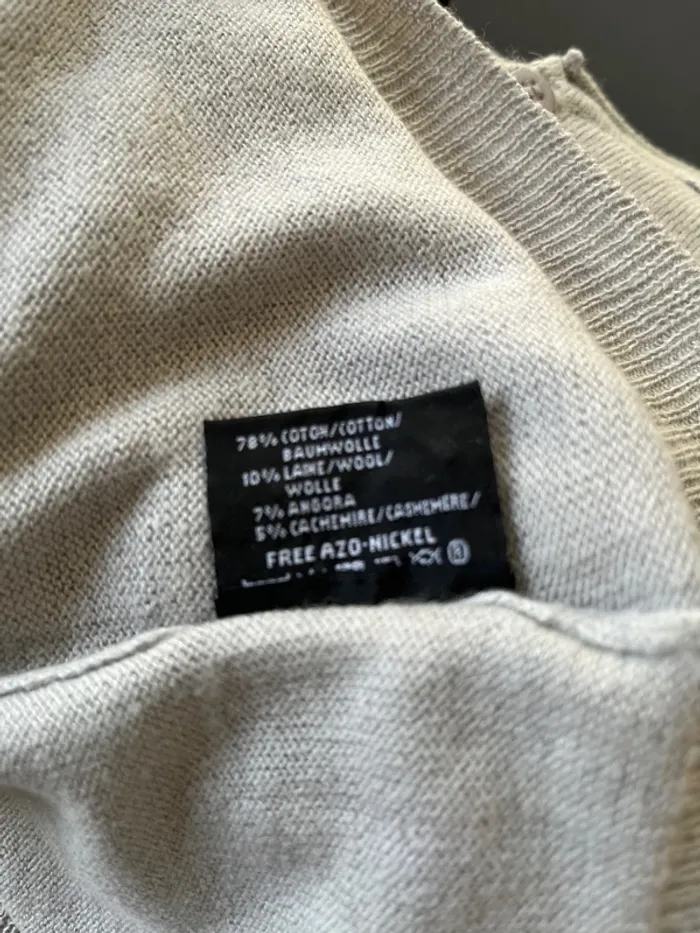 78% COTON/COTTON/
BAUMWOLLE
10% LAINE/WOOL/
WOLLE
7% ANGORA
5% CACHEMIRE/CASHEMERE/
FREE AZO-NICKEL